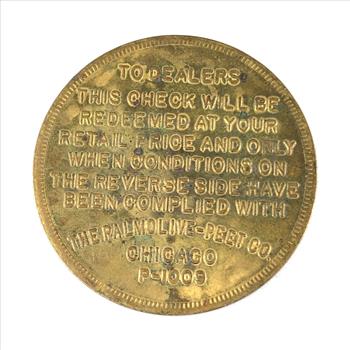 TO DEALERS
THIS CHECK WILL BE
REDEEMED AT YOUR
RETAIL PRICE AND ONLY
WHEN CONDITIONS ON
THE REVERSE SIDE HAVE
BEEN COMPLIED WITH
THE PALMOLIVE-PEET CO.
CHICAGO
P-1009